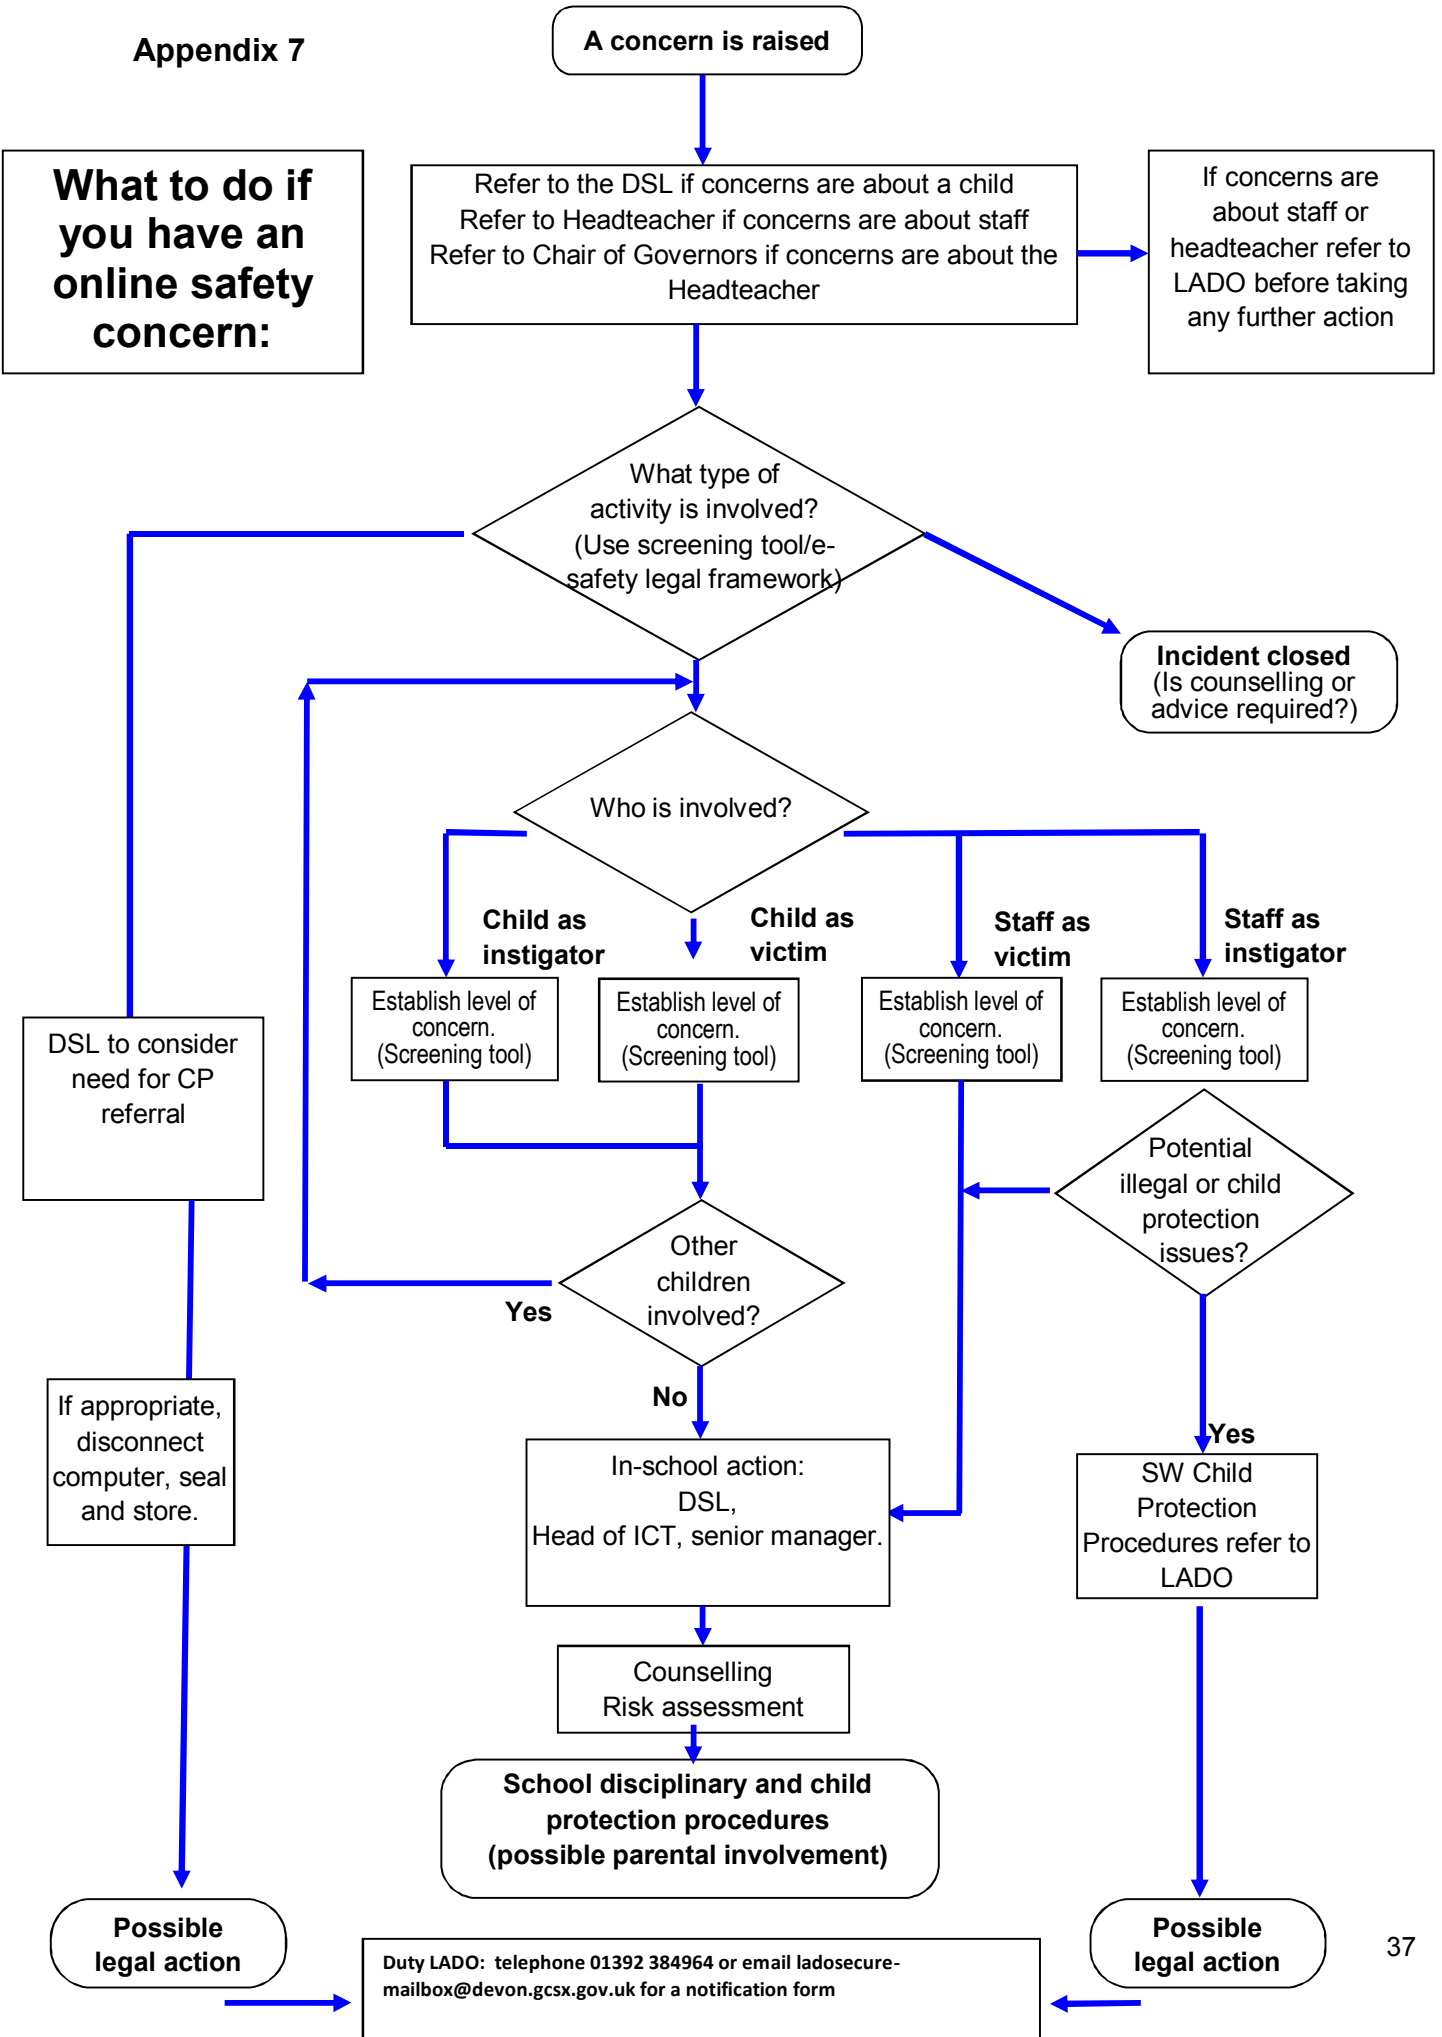 Appendix 7
A concern is raised
What to do if
you have an
online safety
concern:
Refer to the DSL if concerns are about a child
Refer to Headteacher if concerns are about staff
Refer to Chair of Governors if concerns are about the
Headteacher
If concerns are
about staff or
headteacher refer to
LADO before taking
any further action
What type of
activity is involved?
(Use screening tool/e-
safety legal framework)
Incident closed
(Is counselling or
advice required?)
Who is involved?
Child as
instigator
Child as
victim
Staff as
victim
Staff as
instigator
Establish level of
concern.
(Screening tool)
Establish level of
concern.
(Screening tool)
Establish level of
concern.
(Screening tool)
Establish level of
concern.
(Screening tool)
DSL to consider
need for CP
referral
Potential
illegal or child
protection
issues?
Other
children
involved?
Yes
No
If appropriate,
disconnect
computer, seal
and store.
In-school action:
DSL,
Head of ICT, senior manager.
Yes
SW Child
Protection
Procedures refer to
LADO
Counselling
Risk assessment
School disciplinary and child
protection procedures
(possible parental involvement)
Possible
legal action
Possible
legal action
37
Duty LADO: telephone 01392 384964 or email ladosecure-
mailbox@devon.gcsx.gov.uk for a notification form